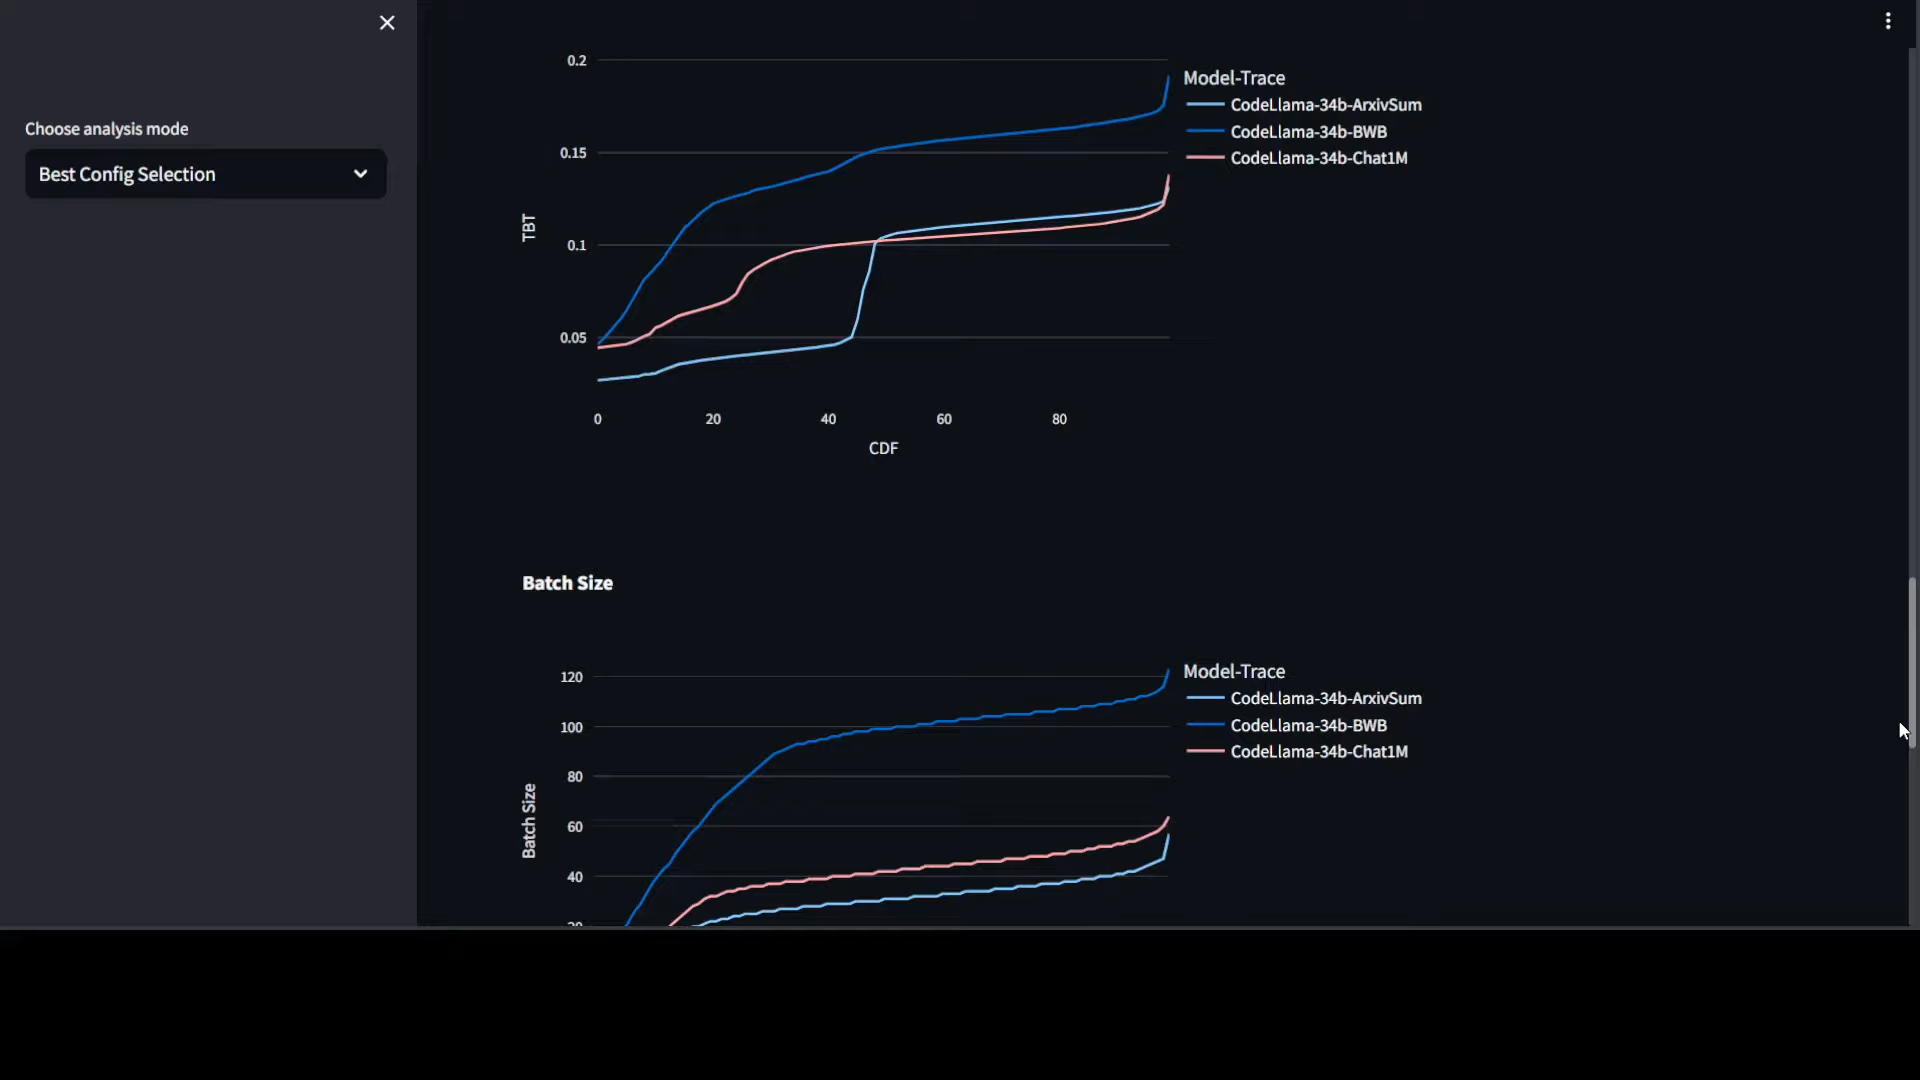 Choose analysis mode
Best Config Selection
0.2
0.15
0.1
0.05
TBT
0 20 40 60 80
CDF
Model-Trace
CodeLlama-34b-ArxivSum
CodeLlama-34b-BWB
CodeLlama-34b-Chat1M
Batch Size
120
100
80
60
40
20
Batch Size
Model-Trace
CodeLlama-34b-ArxivSum
CodeLlama-34b-BWB
CodeLlama-34b-Chat1M